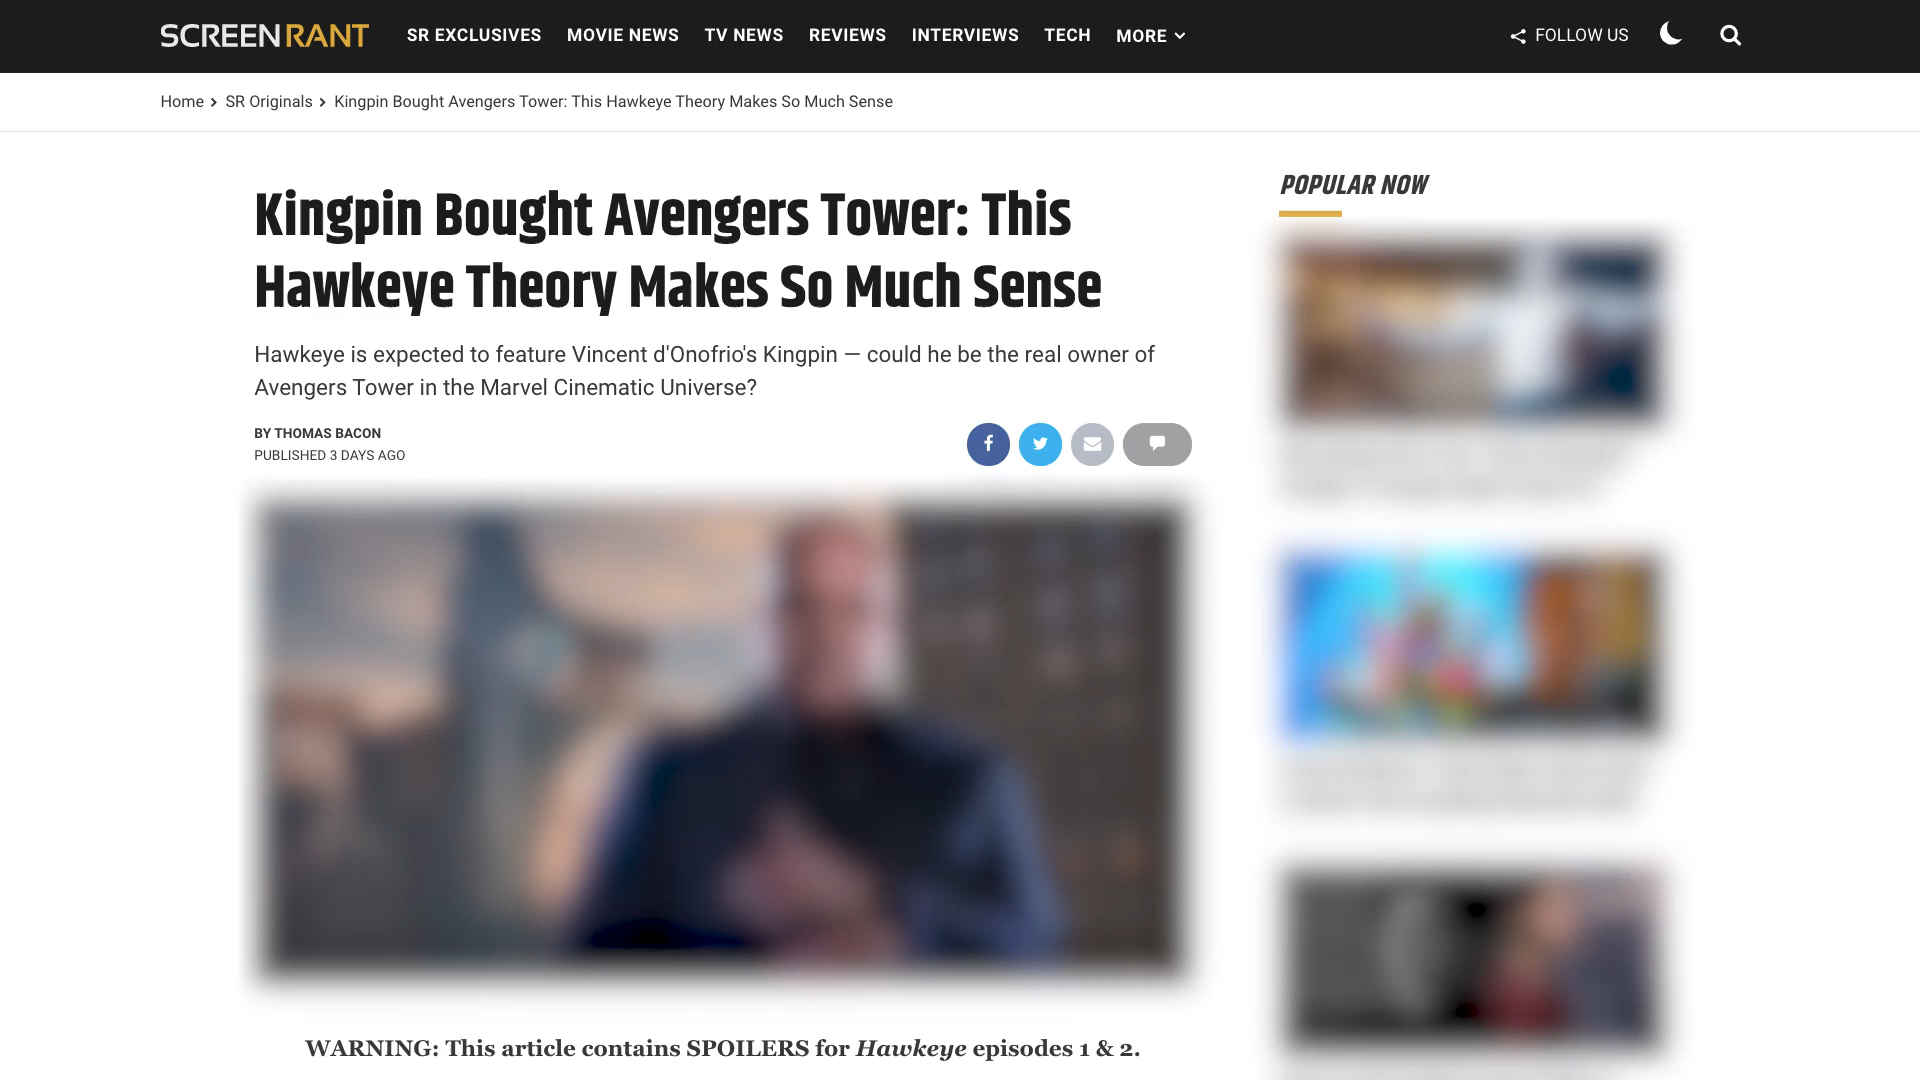 SCREENRANT
SR EXCLUSIVES MOVIE NEWS TV NEWS REVIEWS INTERVIEWS TECH MORE
FOLLOW US
Home SR Originals Kingpin Bought Avengers Tower: This Hawkeye Theory Makes So Much Sense
Kingpin Bought Avengers Tower: This
Hawkeye Theory Makes So Much Sense
Hawkeye is expected to feature Vincent d'Onofrio's Kingpin — could he be the real owner of
Avengers Tower in the Marvel Cinematic Universe?
BY THOMAS BACON
PUBLISHED 3 DAYS AGO
WARNING: This article contains SPOILERS for Hawkeye episodes 1 & 2.
POPULAR NOW